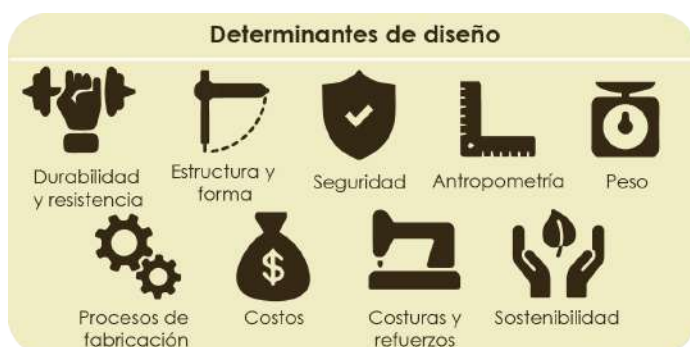 Determinantes de diseño
Durabilidad
y resistencia
Estructura y
forma
Seguridad
Antropometría
Peso
Procesos de
fabricación
Costos
Costuras y
refuerzos
Sostenibilidad